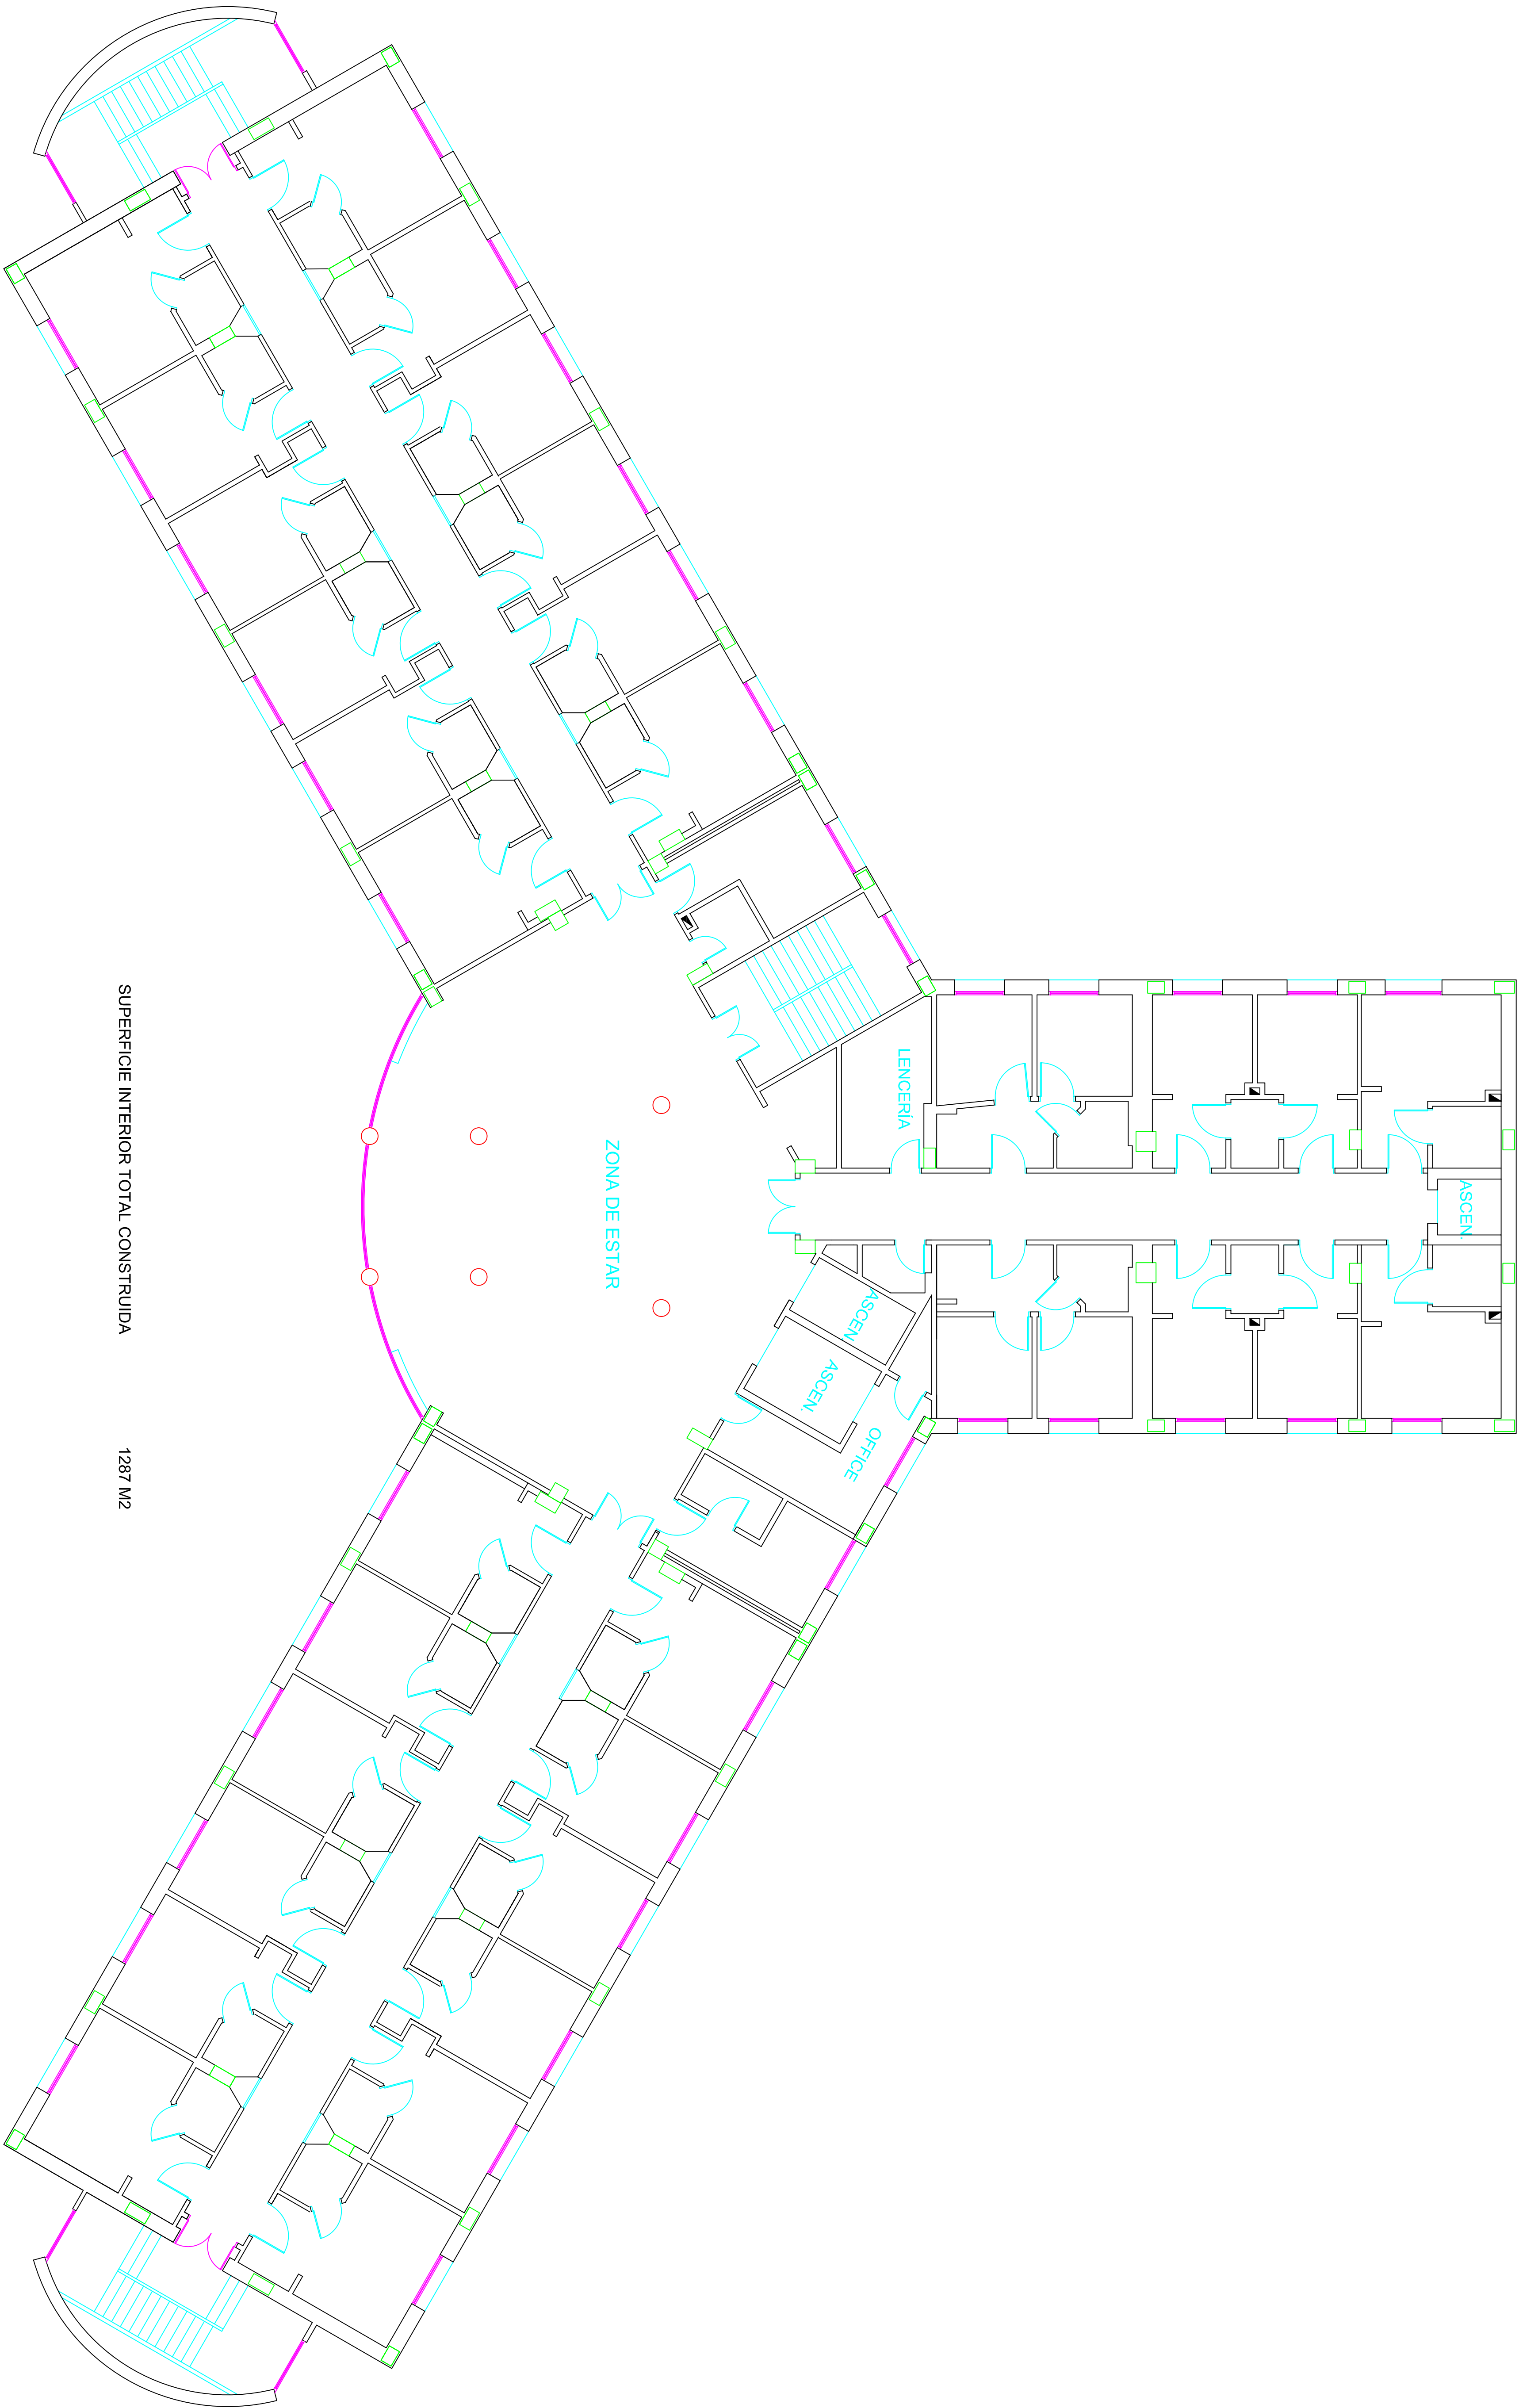 LENCERÍA
ASCEN.
ZONA DE ESTAR
ASCEN.
ASCEN.
OFFICE
SUPERFICIE INTERIOR TOTAL CONSTRUIDA 1287 M2